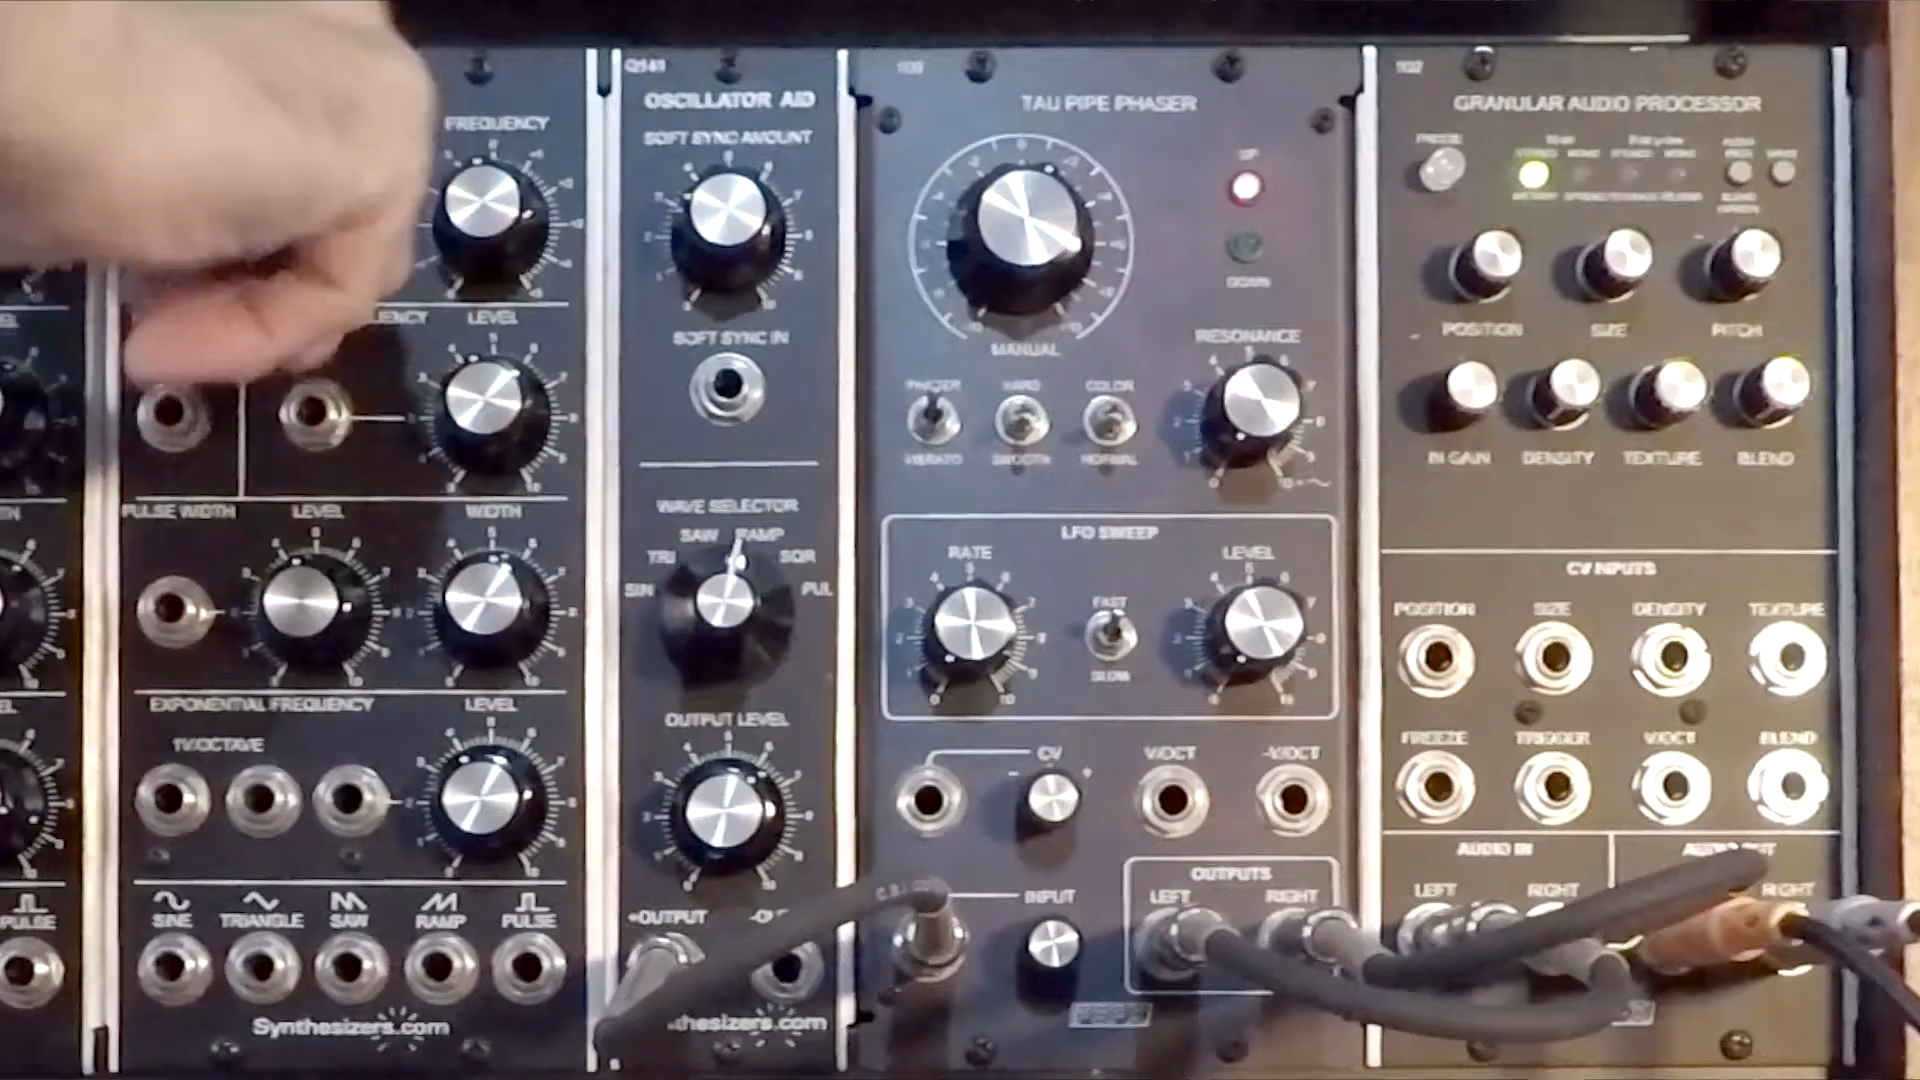 FREQUENCY
LEVEL
PULSE WIDTH
LEVEL
WIDTH
EXPONENTIAL FREQUENCY
LEVEL
1V/OCTAVE
PULSE
SINE
TRIANGLE
SAW
RAMP
PULSE
Synthesizers.com
Q141
OSCILLATOR AID
SOFT SYNC AMOUNT
SOFT SYNC IN
WAVE SELECTOR
SAW
RAMP
TRI
SQR
SIN
PUL
OUTPUT LEVEL
+OUTPUT
thesizers.com
109
TAU PIPE PHASER
UP
DOWN
MANUAL
RESONANCE
PHASER
HARD
COLOR
VIBRATO
SMOOTH
NORMAL
LFO SWEEP
RATE
LEVEL
FAST
SLOW
CV
V/OCT
-V/OCT
INPUT
OUTPUTS
LEFT
RIGHT
102
GRANULAR AUDIO PROCESSOR
FREEZE
POSITION
SIZE
PITCH
IN GAIN
DENSITY
TEXTURE
BLEND
CV INPUTS
POSITION
SIZE
DENSITY
TEXTURE
FREEZE
TRIGGER
V/OCT
BLEND
AUDIO IN
LEFT
RIGHT
RIGHT